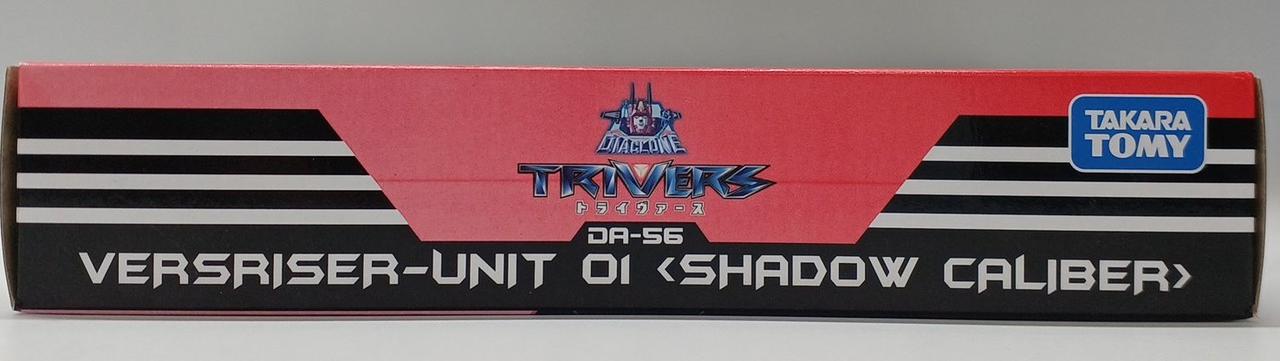 DIACLONE
TRIVERS
トライヴァース
TAKARA
TOMY
DA-56
VERSRISER-UNIT 01 <SHADOW CALIBER>